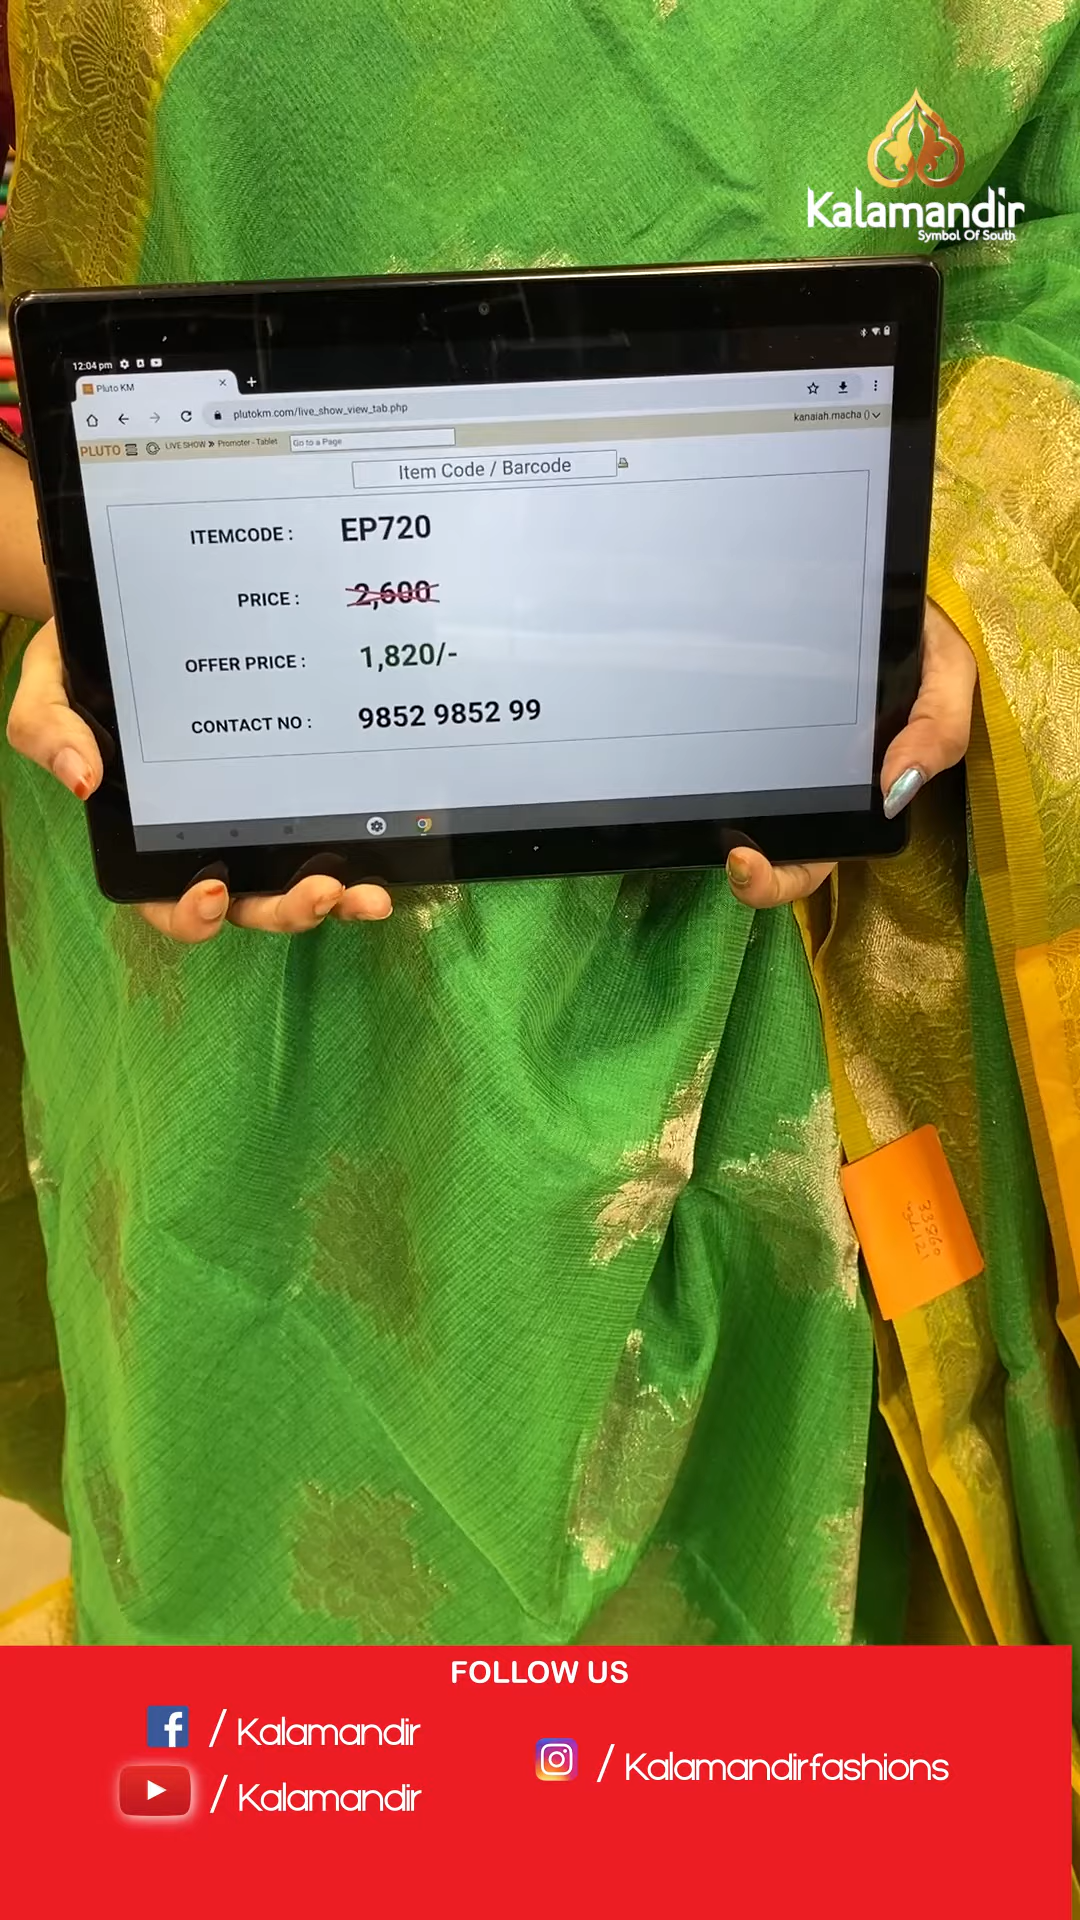 Kalamandir
Symbol Of South
12:04 pm
Pluto KM
plutokm.com/live_show_view_tab.php
kanaiah.macha ()
PLUTO
LIVE SHOW » Promoter - Tablet
Go to a Page
Item Code / Barcode
ITEMCODE : EP720
PRICE : 2,600
OFFER PRICE : 1,820/-
CONTACT NO : 9852 9852 99
33860
FOLLOW US
/ Kalamandir
/ Kalamandirfashions
/ Kalamandir